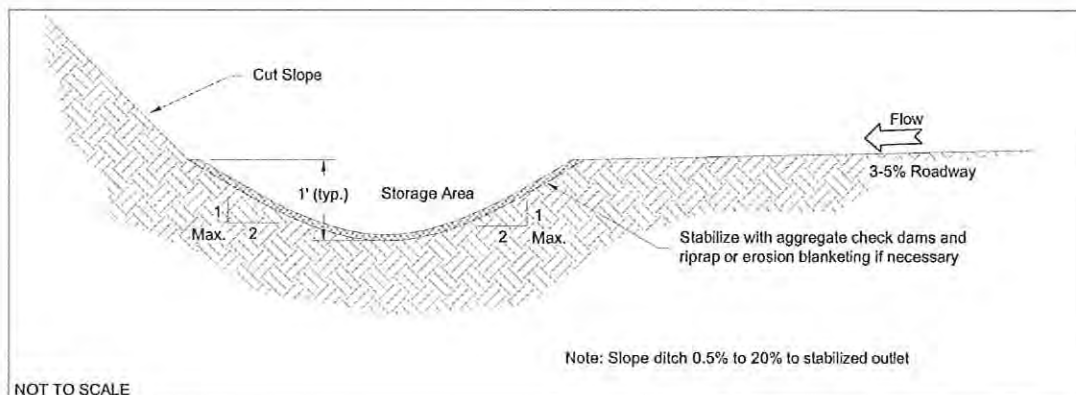 Cut Slope
Flow
3-5% Roadway
1' (typ.)
Storage Area
1
Max.
2
1
2
Max.
Stabilize with aggregate check dams and
riprap or erosion blanketing if necessary
Note: Slope ditch 0.5% to 20% to stabilized outlet
NOT TO SCALE